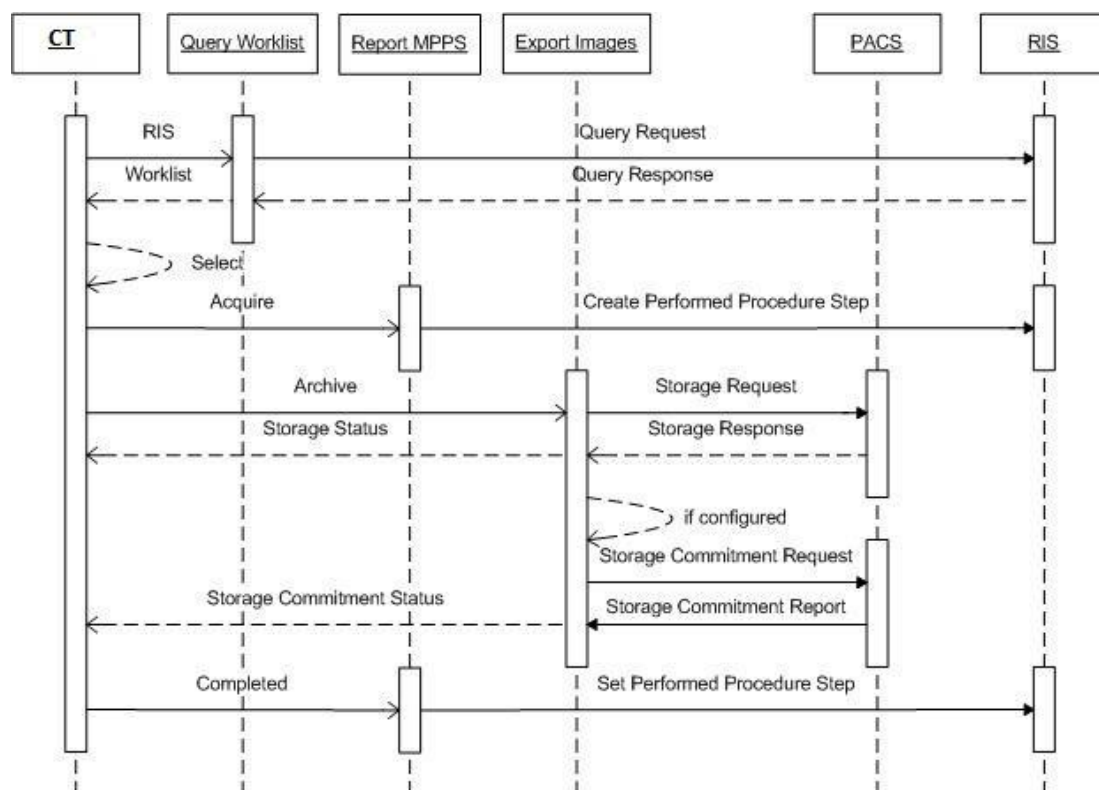 CT
Query Worklist
Report MPPS
Export Images
PACS
RIS
RIS
Query Request
Worklist
Query Response
Select
Acquire
Create Performed Procedure Step
Archive
Storage Request
Storage Status
Storage Response
if configured
Storage Commitment Request
Storage Commitment Status
Storage Commitment Report
Completed
Set Performed Procedure Step